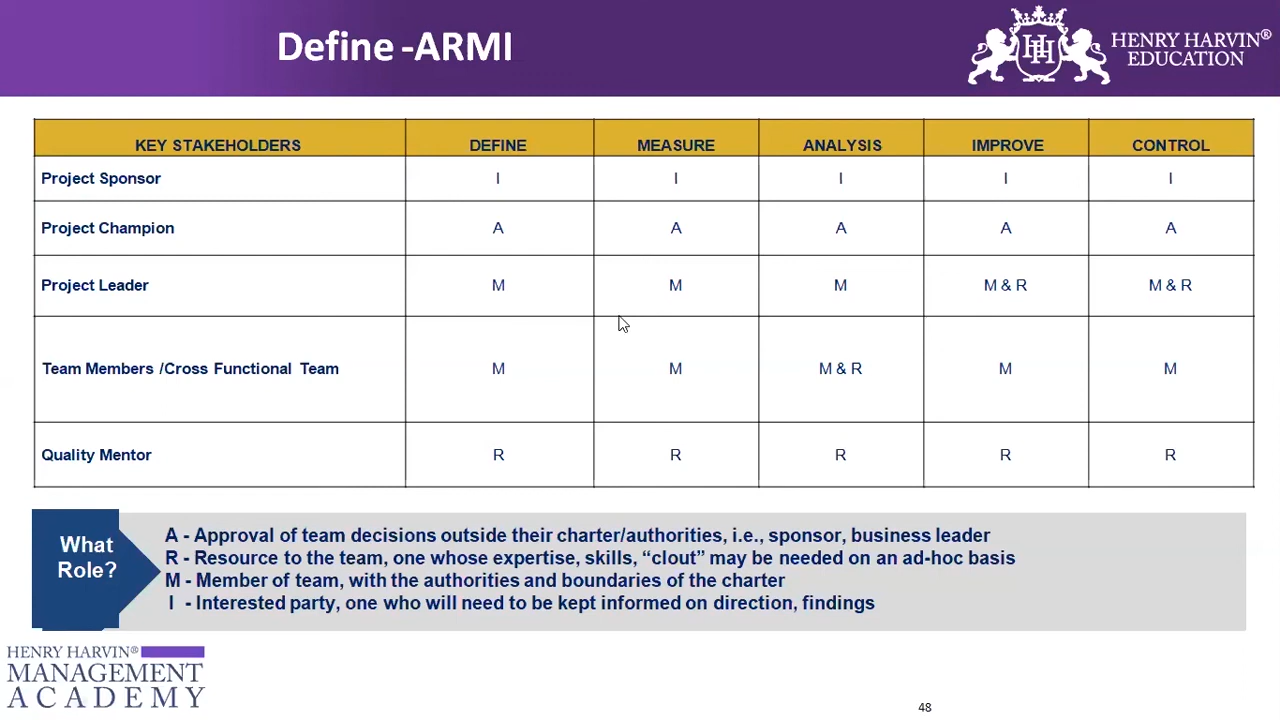 Define -ARMI
HENRY HARVIN®
EDUCATION
KEY STAKEHOLDERS DEFINE MEASURE ANALYSIS IMPROVE CONTROL
Project Sponsor I I I I I
Project Champion A A A A A
Project Leader M M M M & R M & R
Team Members /Cross Functional Team M M M & R M M
Quality Mentor R R R R R
What
Role?
A - Approval of team decisions outside their charter/authorities, i.e., sponsor, business leader
R - Resource to the team, one whose expertise, skills, “clout” may be needed on an ad-hoc basis
M - Member of team, with the authorities and boundaries of the charter
I - Interested party, one who will need to be kept informed on direction, findings
HENRY HARVIN®
MANAGEMENT
ACADEMY
48